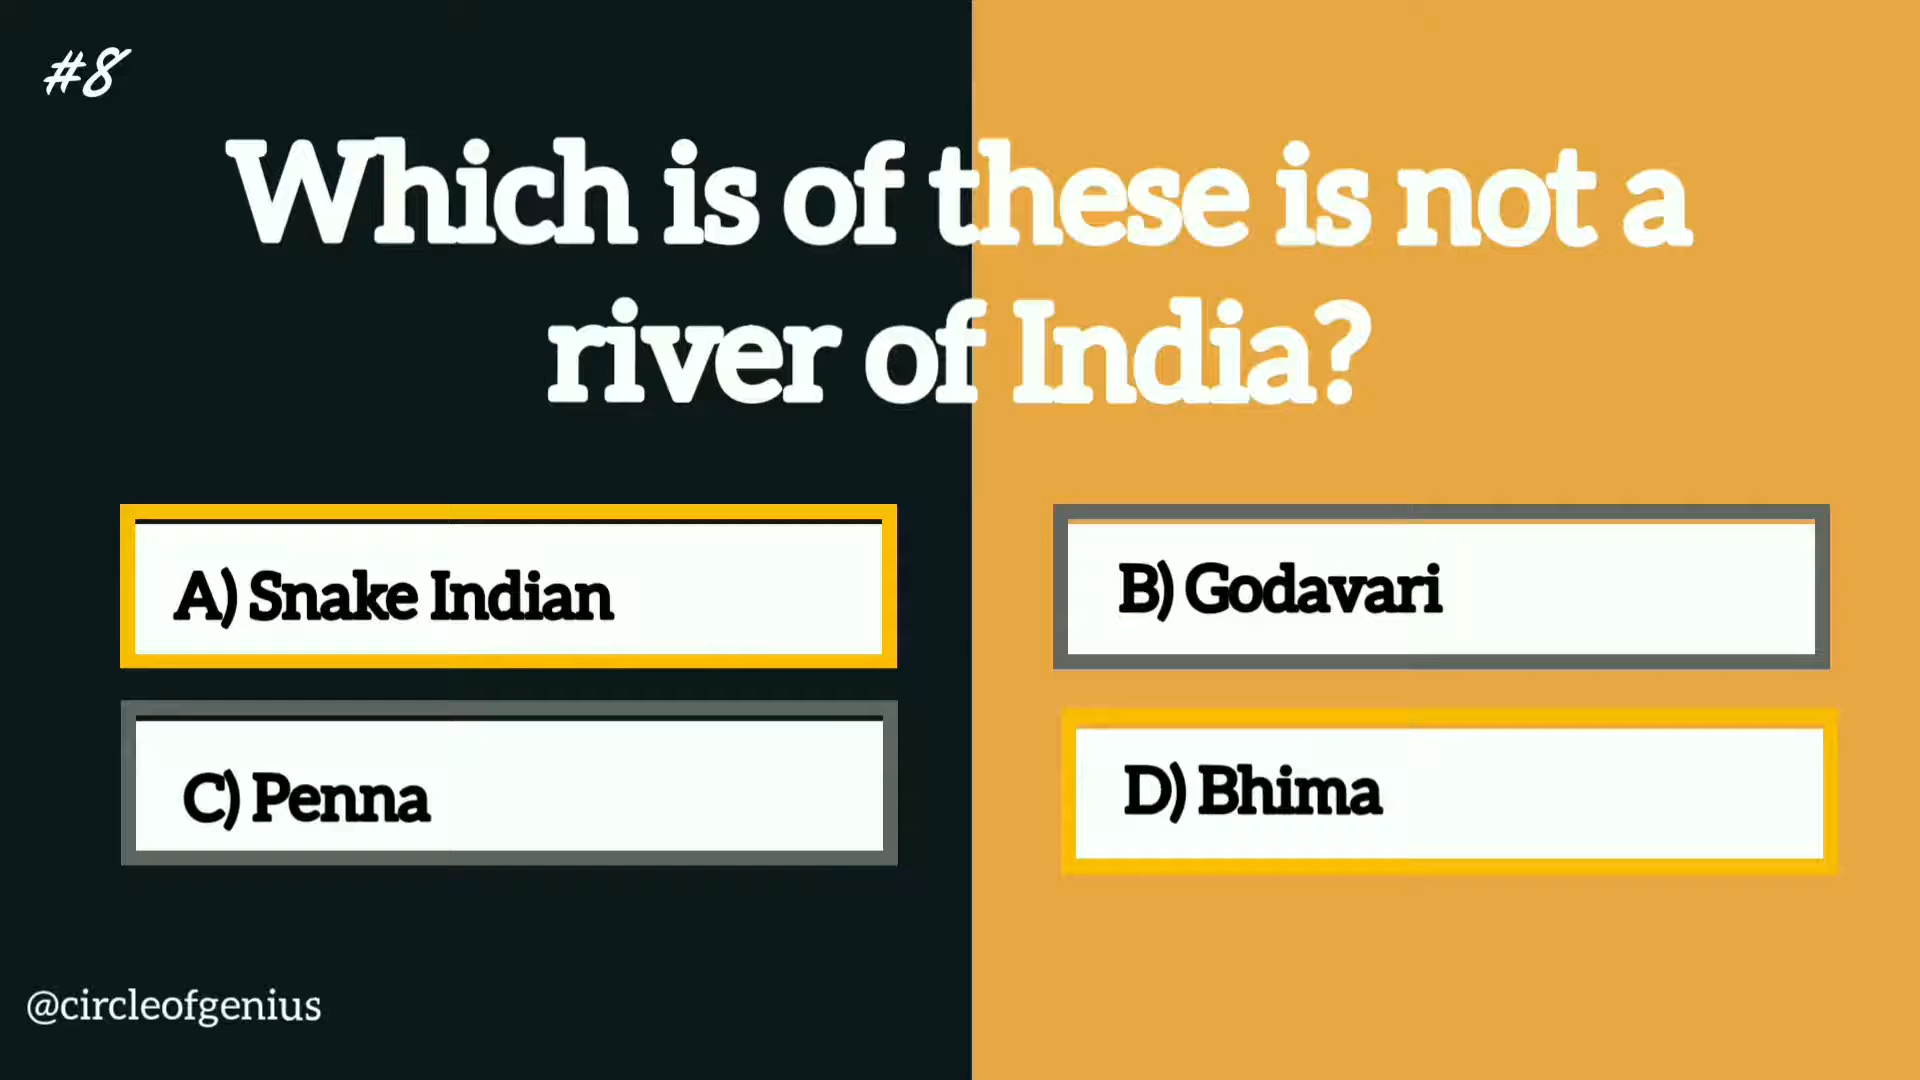 #8
Which is of these is not a
river of India?
A) Snake Indian
B) Godavari
C) Penna
D) Bhima
@circleofgenius